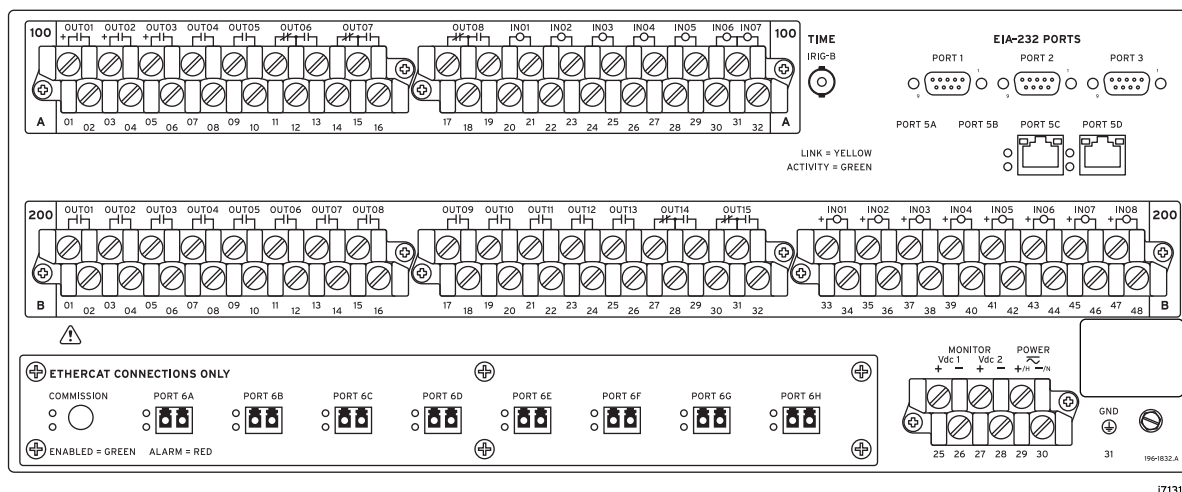 100 OUT01 OUT02 OUT03 OUT04 OUT05 OUT06 OUT07 OUT08 IN01 IN02 IN03 IN04 IN05 IN06 IN07 100
+ + +
01 02 03 04 05 06 07 08 09 10 11 12 13 14 15 16 17 18 19 20 21 22 23 24 25 26 27 28 29 30 31 32
A A
TIME
IRIG-B
EIA-232 PORTS
PORT 1 PORT 2 PORT 3
1 1 1
9 9 9
PORT 5A PORT 5B PORT 5C PORT 5D
LINK = YELLOW
ACTIVITY = GREEN
200 OUT01 OUT02 OUT03 OUT04 OUT05 OUT06 OUT07 OUT08 OUT09 OUT10 OUT11 OUT12 OUT13 OUT14 OUT15 IN01 IN02 IN03 IN04 IN05 IN06 IN07 IN08 200
+ + + + + + + +
01 02 03 04 05 06 07 08 09 10 11 12 13 14 15 16 17 18 19 20 21 22 23 24 25 26 27 28 29 30 31 32 33 34 35 36 37 38 39 40 41 42 43 44 45 46 47 48
B B
ETHERCAT CONNECTIONS ONLY
COMMISSION PORT 6A PORT 6B PORT 6C PORT 6D PORT 6E PORT 6F PORT 6G PORT 6H
ENABLED = GREEN ALARM = RED
MONITOR POWER
Vdc 1 Vdc 2
+ − + − +/H −/N
25 26 27 28 29 30
GND
31
196-1832.A
i7131